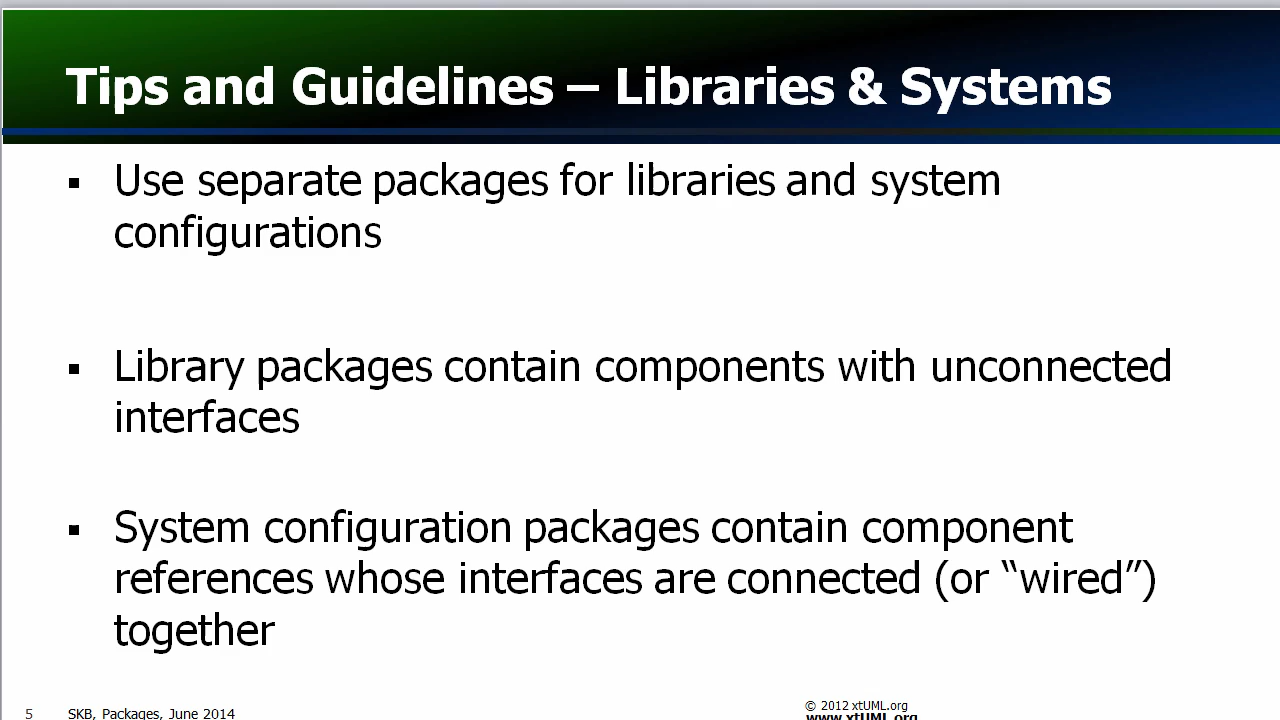 Tips and Guidelines – Libraries & Systems
▪ Use separate packages for libraries and system
configurations
▪ Library packages contain components with unconnected
interfaces
▪ System configuration packages contain component
references whose interfaces are connected (or “wired”)
together
5 SKB, Packages, June 2014
© 2012 xtUML.org
www.xtUML.org